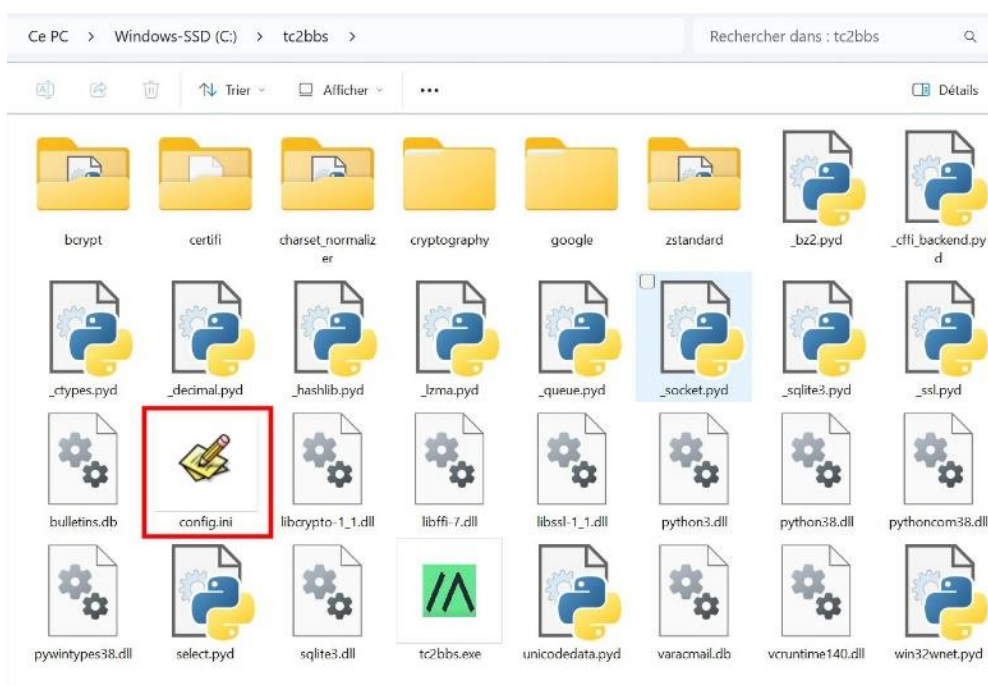 Ce PC > Windows-SSD (C:) > tc2bbs > Rechercher dans : tc2bbs
Trier Afficher ••• Détails
bcrypt certifi charset_normaliz cryptography google zstandard _bz2.pyd _cffi_backend.py
er d
_ctypes.pyd _decimal.pyd _hashlib.pyd _lzma.pyd _queue.pyd _socket.pyd _sqlite3.pyd _ssl.pyd
bulletins.db config.ini libcrypto-1_1.dll libffi-7.dll libssl-1_1.dll python3.dll python38.dll pythoncom38.dll
pywintypes38.dll select.pyd sqlite3.dll tc2bbs.exe unicodedata.pyd varacmail.db vcruntime140.dll win32wnet.pyd